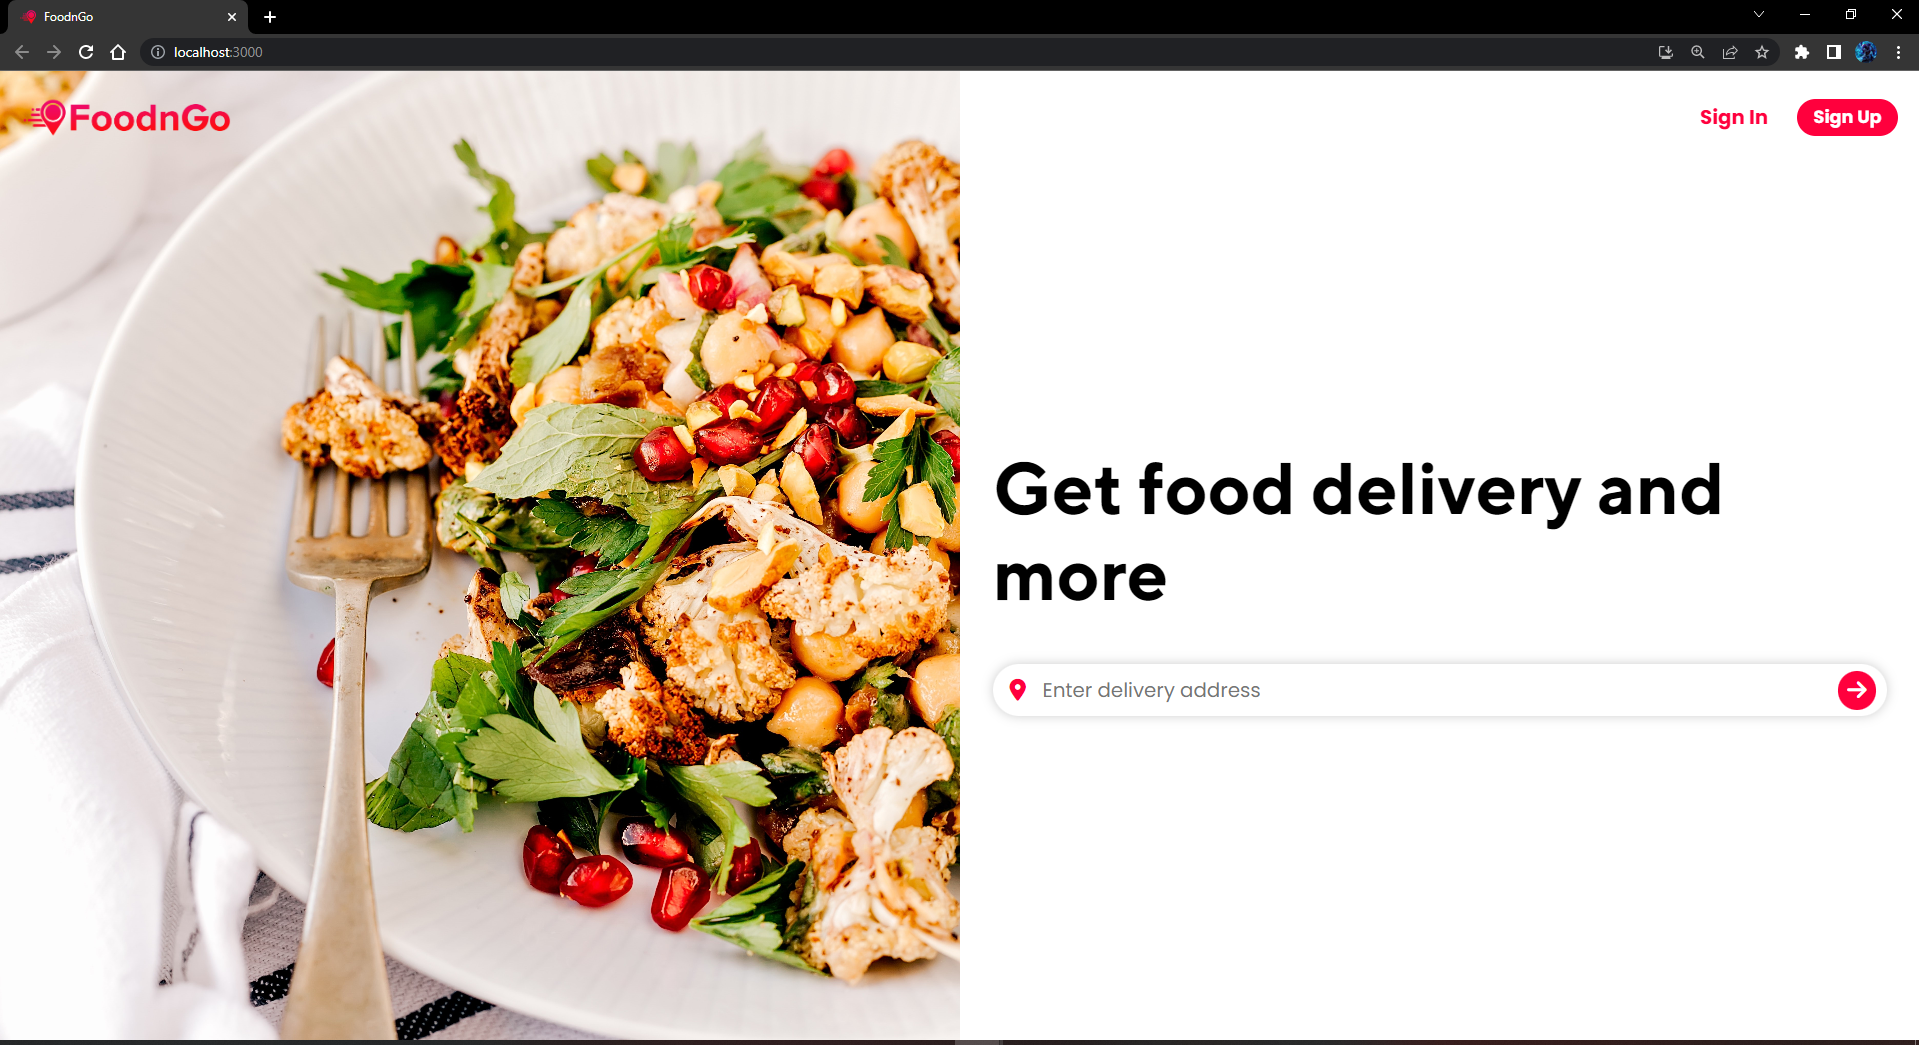 FoodnGo
localhost:3000
FoodnGo
Sign In
Sign Up
Get food delivery and
more
Enter delivery address